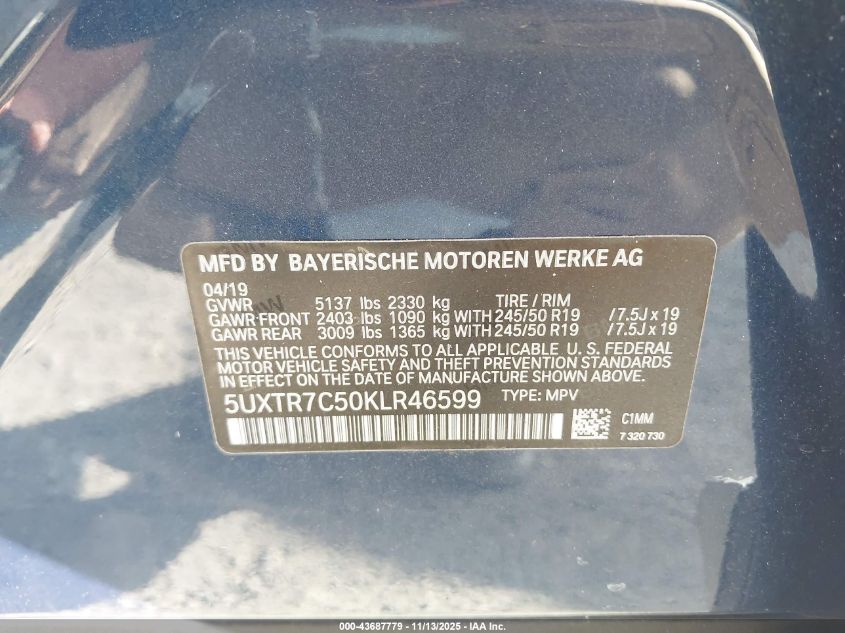 MFD BY BAYERISCHE MOTOREN WERKE AG
04/19
GVWR 5137 lbs 2330 kg TIRE / RIM
GAWR FRONT 2403 lbs 1090 kg WITH 245/50 R19 /7.5J x 19
GAWR REAR 3009 lbs 1365 kg WITH 245/50 R19 /7.5J x 19
THIS VEHICLE CONFORMS TO ALL APPLICABLE U. S. FEDERAL
MOTOR VEHICLE SAFETY AND THEFT PREVENTION STANDARDS
IN EFFECT ON THE DATE OF MANUFACTURE SHOWN ABOVE.
5UXTR7C50KLR46599 TYPE: MPV
C1MM
7 320 730
000-43687779 - 11/13/2025 - IAA Inc.